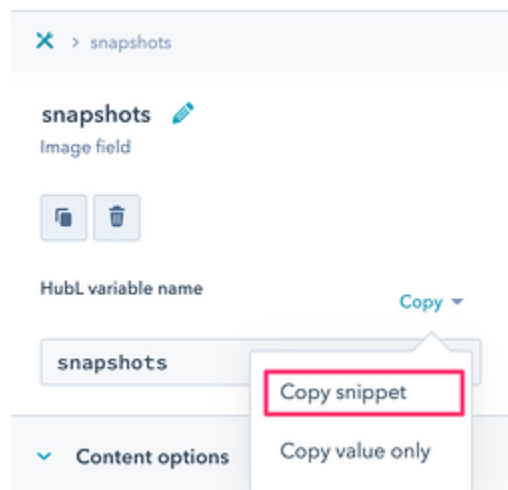 > snapshots
snapshots
Image field
HubL variable name
Copy
snapshots
Copy snippet
Copy value only
Content options